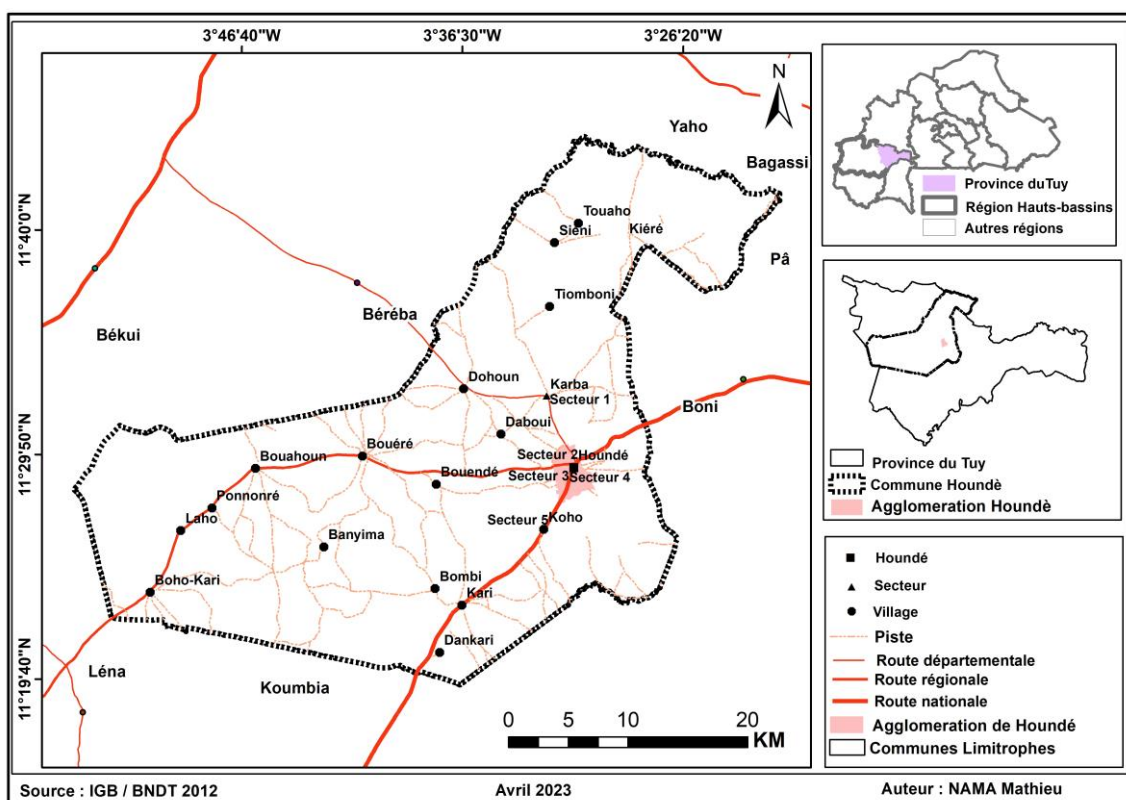 3°46'40"W
3°36'30"W
3°26'20"W
N
Yaho
Bagassi
11°40'0"N
Touaho
Siéni
Kiéré
Pâ
Tiomboni
Békui
Béréba
Dohoun
Karba
Secteur 1
Boni
Daboui
11°29'50"N
Bouéré
Secteur 2 Houndé
Bouahoun
Secteur 3 Secteur 4
Bouendé
Ponnonré
Laho
Secteur 5 Koho
Banyima
Boho-Kari
Bombi
Kari
Dankari
11°19'40"N
Léna
Koumbia
0 5 10 20
KM
Province du Tuy
Région Hauts-bassins
Autres régions
Province du Tuy
Commune Houndè
Agglomeration Houndè
Houndé
Secteur
Village
Piste
Route départementale
Route régionale
Route nationale
Agglomeration de Houndé
Communes Limitrophes
Source : IGB / BNDT 2012
Avril 2023
Auteur : NAMA Mathieu